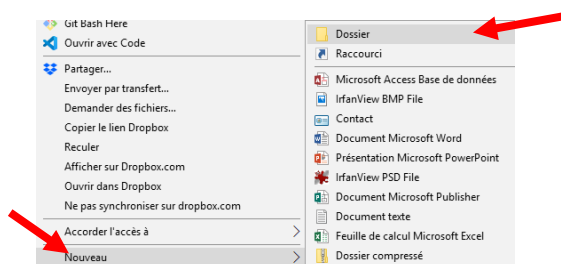 Git Bash Here
Ouvrir avec Code
Partager...
Envoyer par transfert...
Demander des fichiers...
Copier le lien Dropbox
Reculer
Afficher sur Dropbox.com
Ouvrir dans Dropbox
Ne pas synchroniser sur dropbox.com
Accorder l'accès à
Nouveau
Dossier
Raccourci
Microsoft Access Base de données
IrfanView BMP File
Contact
Document Microsoft Word
Présentation Microsoft PowerPoint
IrfanView PSD File
Document Microsoft Publisher
Document texte
Feuille de calcul Microsoft Excel
Dossier compressé